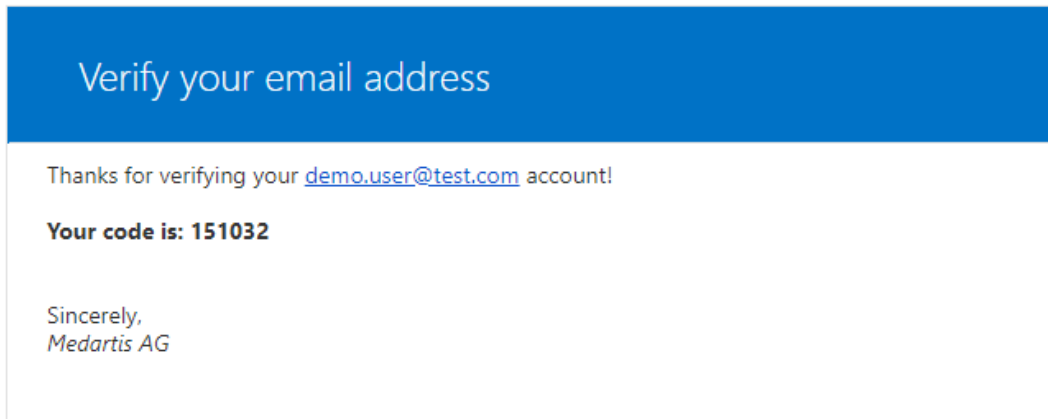 Verify your email address
Thanks for verifying your demo.user@test.com account!
Your code is: 151032
Sincerely,
Medartis AG